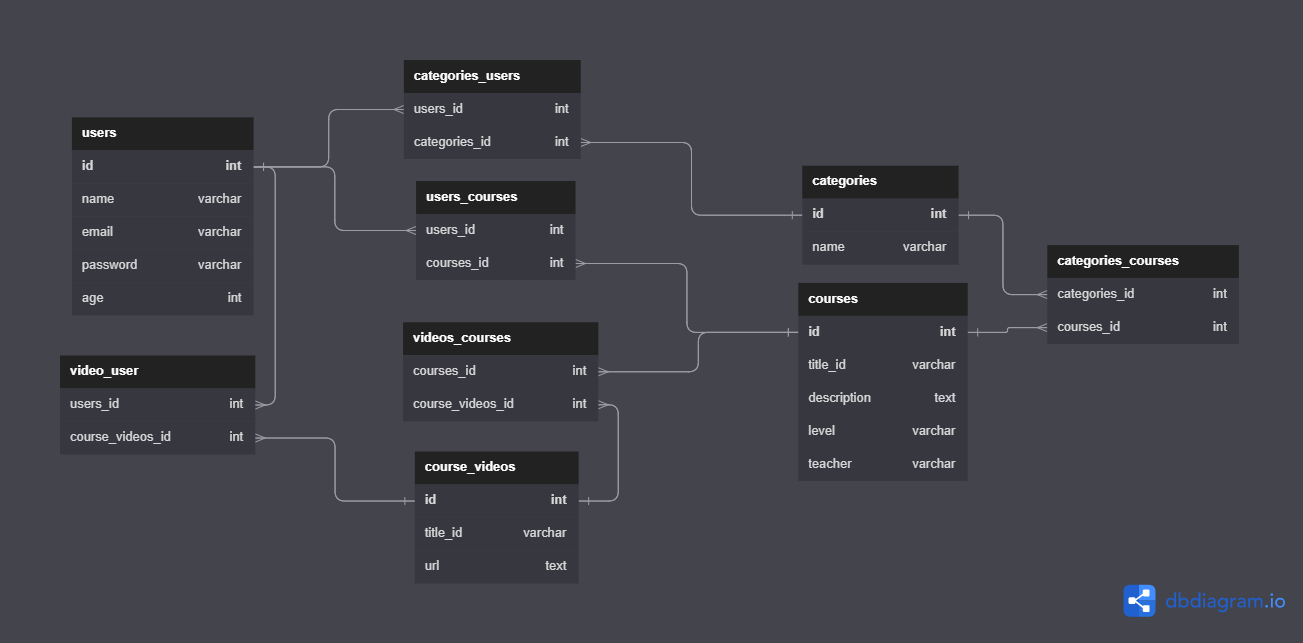 categories_users
users_id int
categories_id int
users
id int
name varchar
email varchar
password varchar
age int
users_courses
users_id int
courses_id int
categories
id int
name varchar
categories_courses
categories_id int
courses_id int
courses
id int
title_id varchar
description text
level varchar
teacher varchar
videos_courses
courses_id int
course_videos_id int
video_user
users_id int
course_videos_id int
course_videos
id int
title_id varchar
url text
dbdiagram.io